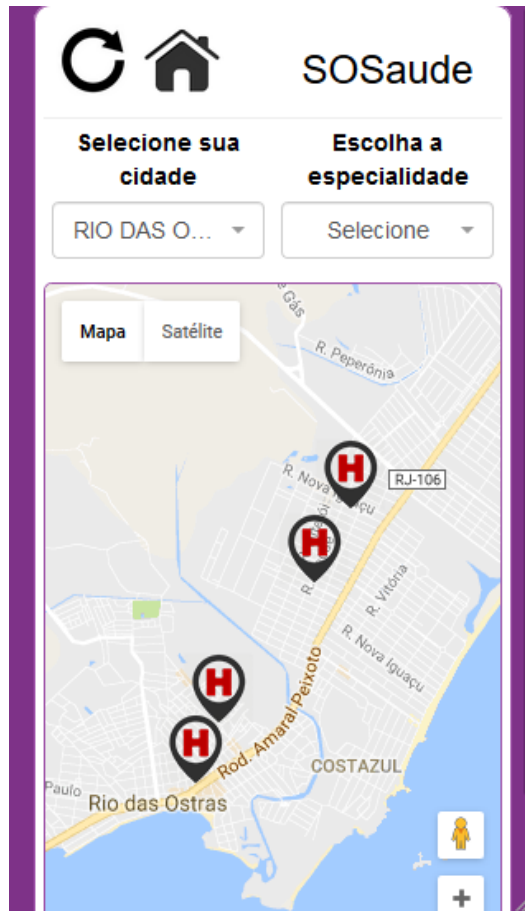 SOSaude
Selecione sua
cidade
Escolha a
especialidade
RIO DAS O...
Selecione
Mapa
Satélite
Gás
R. Peperônia
H
R. Nova Iguaçu
RJ-106
H
R. Vitória
R. Nova Iguaçu
H
H
Rod. Amaral Peixoto
COSTAZUL
Paulo
Rio das Ostras
+